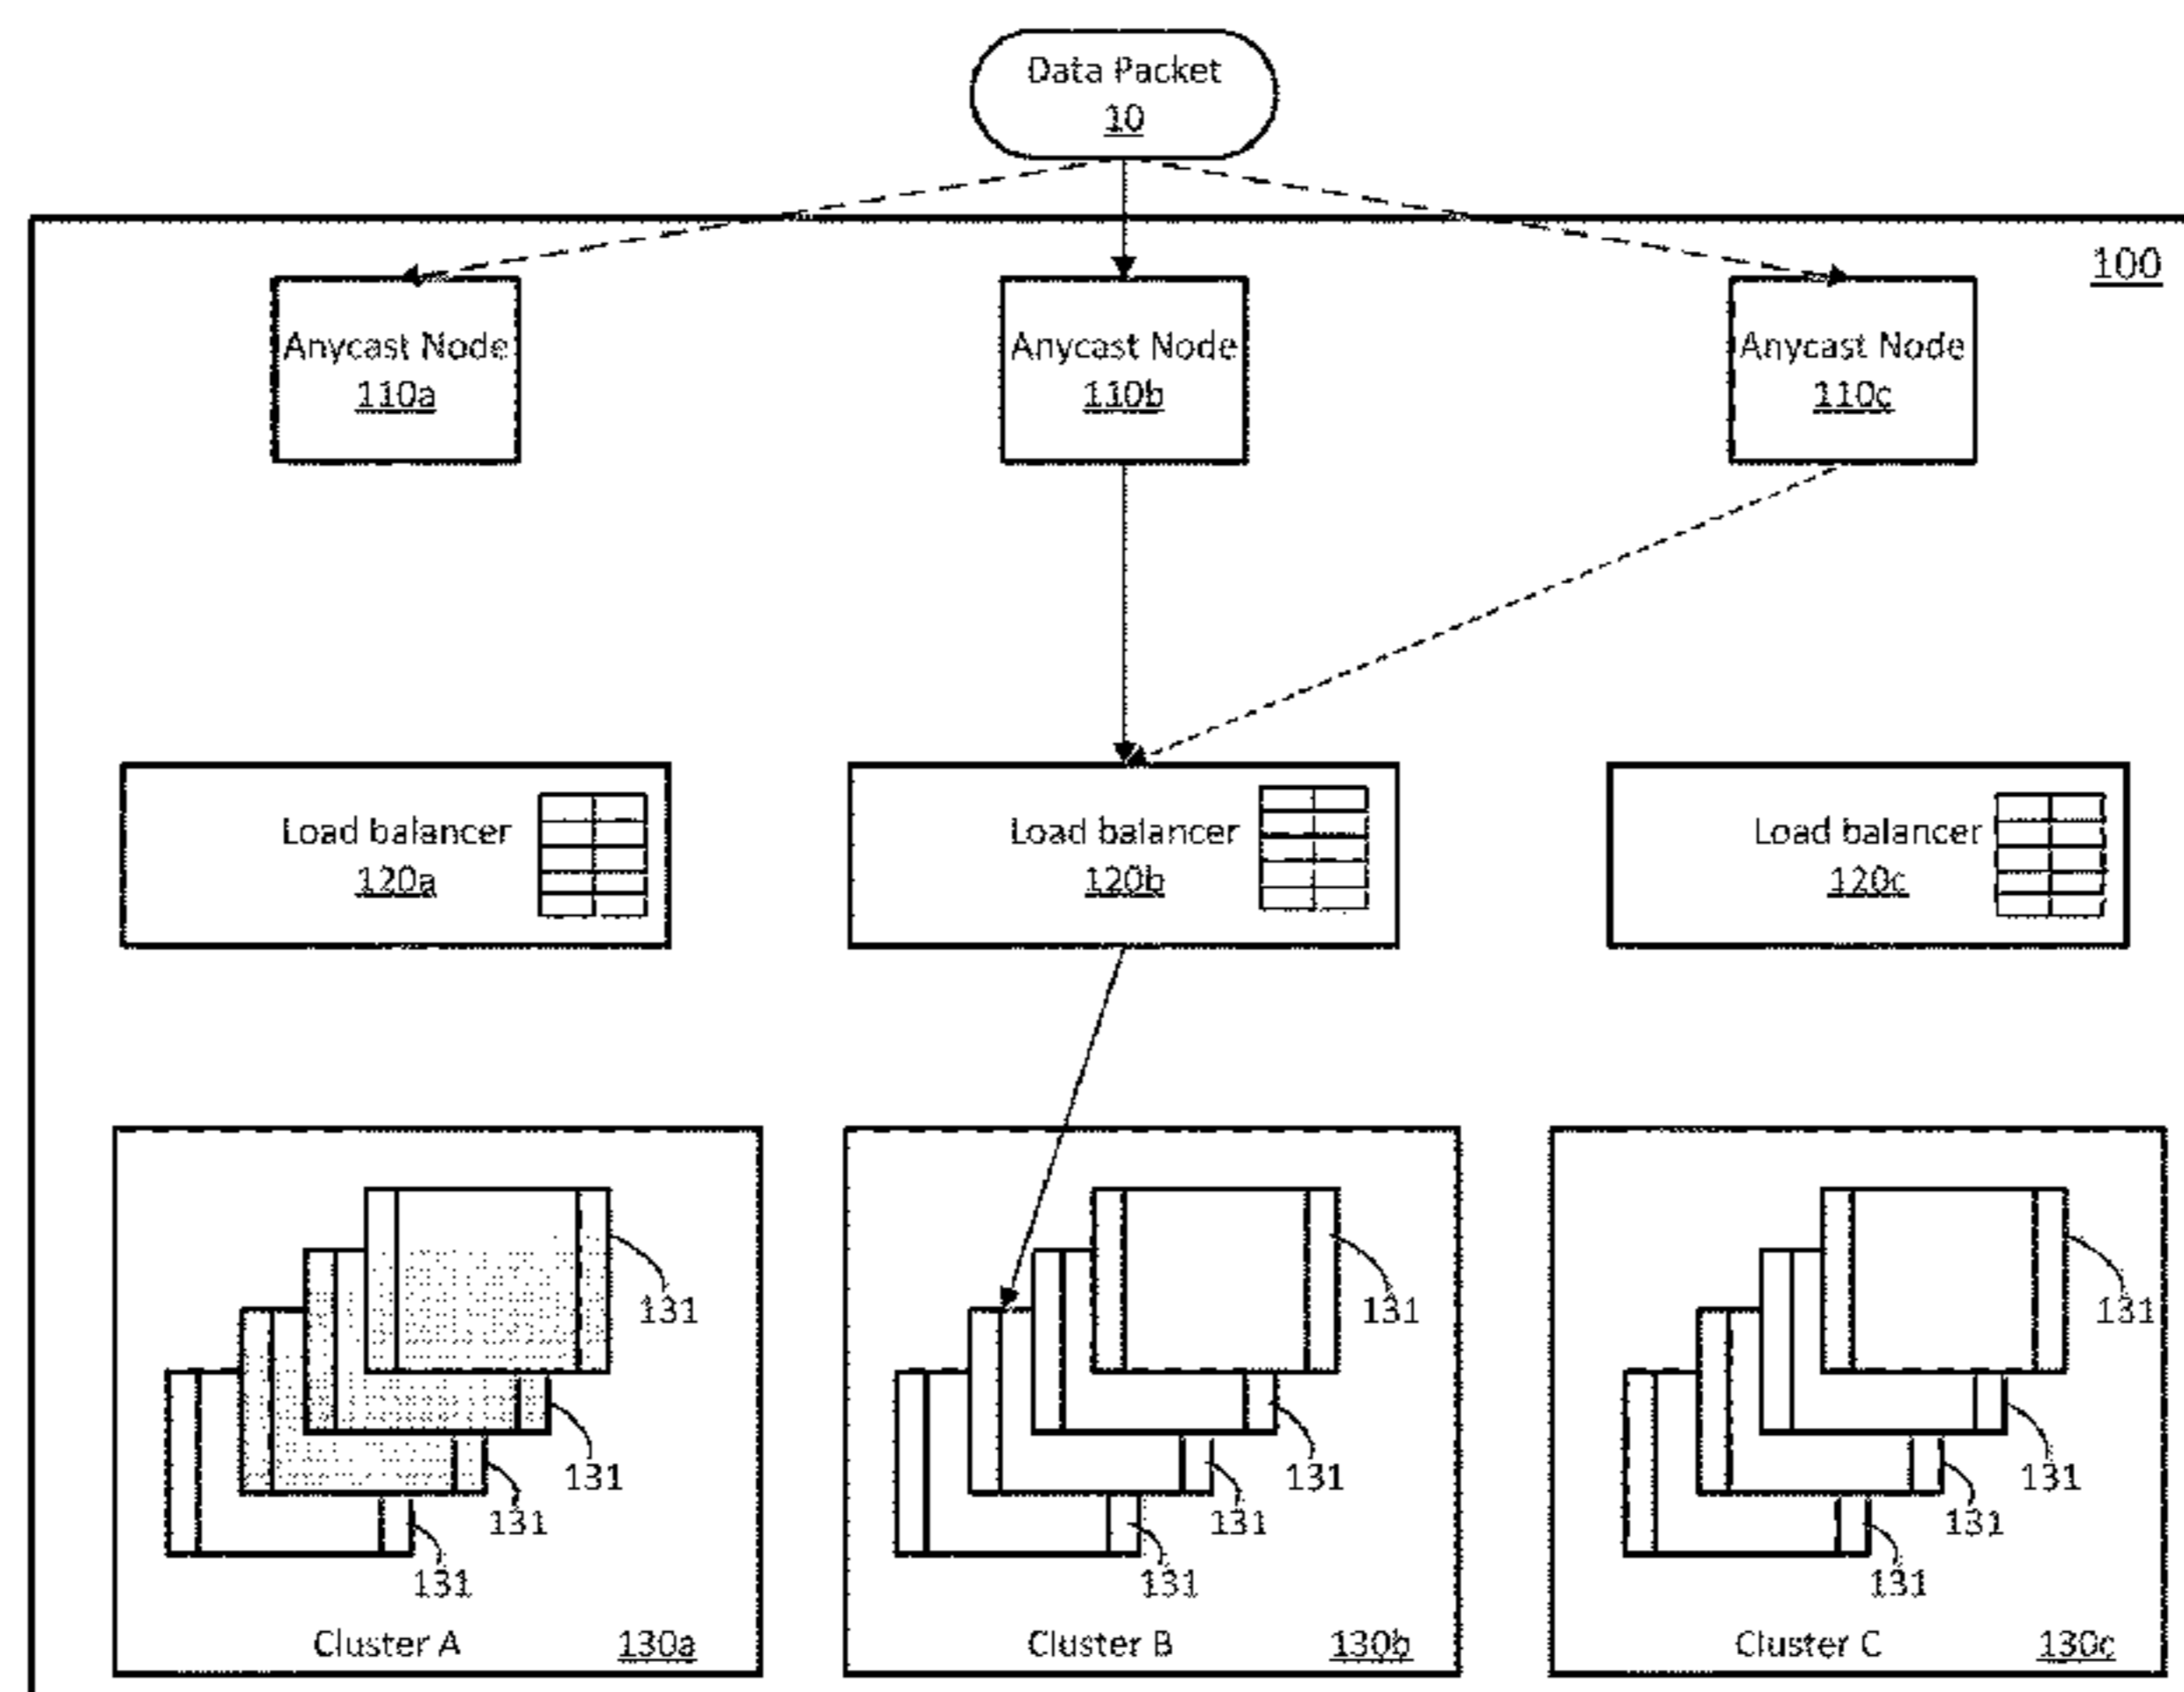 Data Packet
10
100
Anycast Node
110a
Anycast Node
110b
Anycast Node
110c
Load balancer
120a
Load balancer
120b
Load balancer
120c
131
131
131
131
Cluster A
130a
131
131
131
131
Cluster B
130b
131
131
131
131
Cluster C
130c